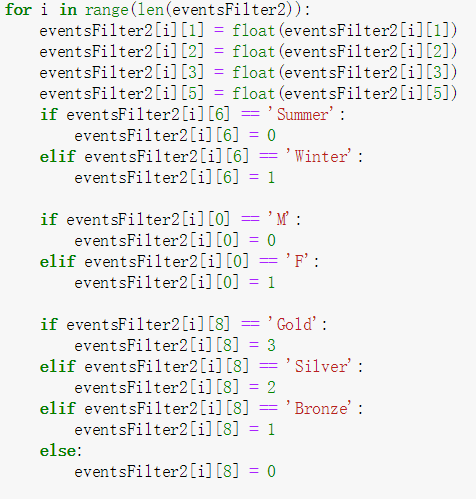 for i in range(len(eventsFilter2)):
    eventsFilter2[i][1] = float(eventsFilter2[i][1])
    eventsFilter2[i][2] = float(eventsFilter2[i][2])
    eventsFilter2[i][3] = float(eventsFilter2[i][3])
    eventsFilter2[i][5] = float(eventsFilter2[i][5])
    if eventsFilter2[i][6] == 'Summer':
        eventsFilter2[i][6] = 0
    elif eventsFilter2[i][6] == 'Winter':
        eventsFilter2[i][6] = 1

    if eventsFilter2[i][0] == 'M':
        eventsFilter2[i][0] = 0
    elif eventsFilter2[i][0] == 'F':
        eventsFilter2[i][0] = 1

    if eventsFilter2[i][8] == 'Gold':
        eventsFilter2[i][8] = 3
    elif eventsFilter2[i][8] == 'Silver':
        eventsFilter2[i][8] = 2
    elif eventsFilter2[i][8] == 'Bronze':
        eventsFilter2[i][8] = 1
    else:
        eventsFilter2[i][8] = 0